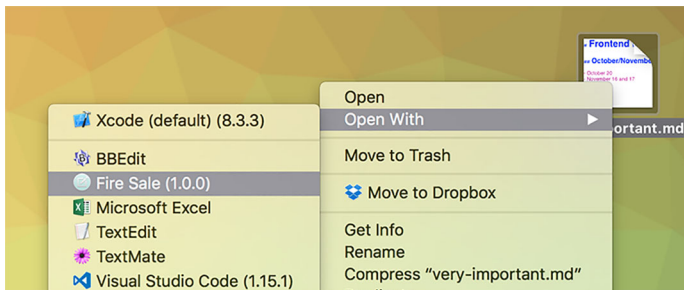 Frontend
October/Novembe
October 20
November 16 and 17
Open
Open With
ortant.md
Xcode (default) (8.3.3)
BBEdit
Move to Trash
Fire Sale (1.0.0)
Move to Dropbox
Microsoft Excel
TextEdit
Get Info
TextMate
Rename
Visual Studio Code (1.15.1)
Compress “very-important.md”